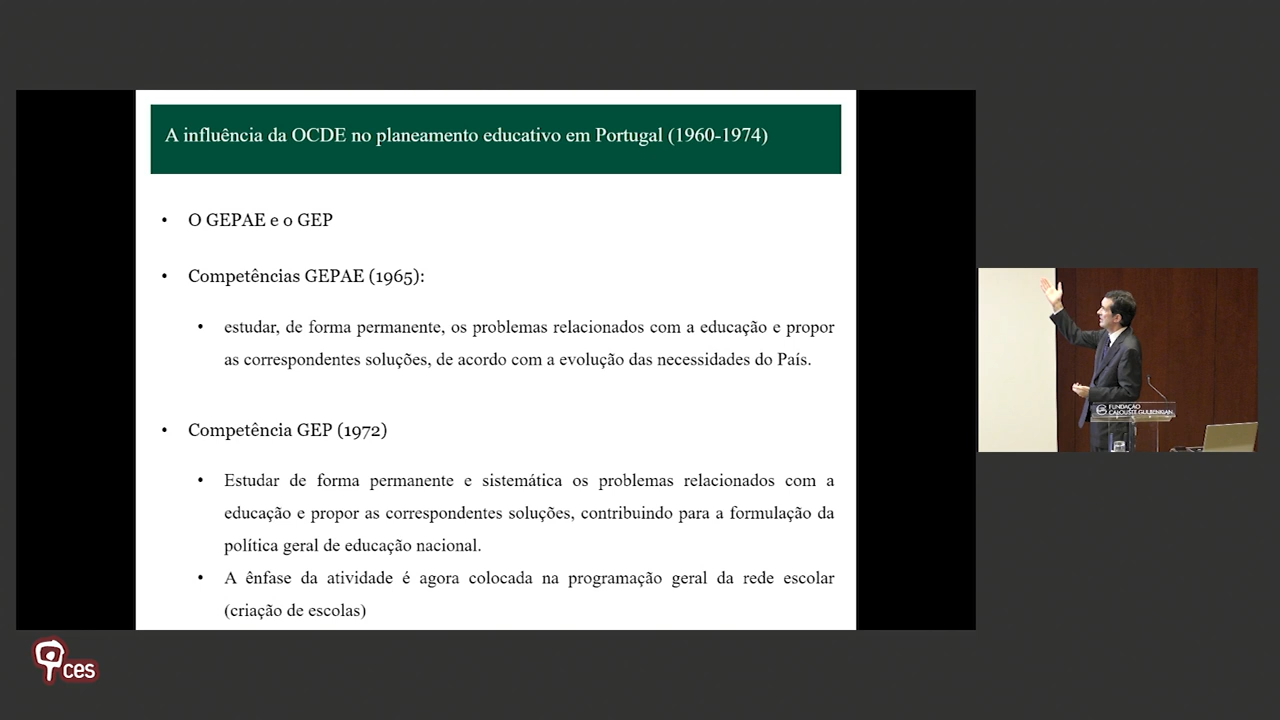 A influência da OCDE no planeamento educativo em Portugal (1960-1974)
• O GEPAE e o GEP
• Competências GEPAE (1965):
• estudar, de forma permanente, os problemas relacionados com a educação e propor
as correspondentes soluções, de acordo com a evolução das necessidades do País.
• Competência GEP (1972)
• Estudar de forma permanente e sistemática os problemas relacionados com a
educação e propor as correspondentes soluções, contribuindo para a formulação da
política geral de educação nacional.
• A ênfase da atividade é agora colocada na programação geral da rede escolar
(criação de escolas)
FUNDAÇÃO
CALOUSTE GULBENKIAN
ces